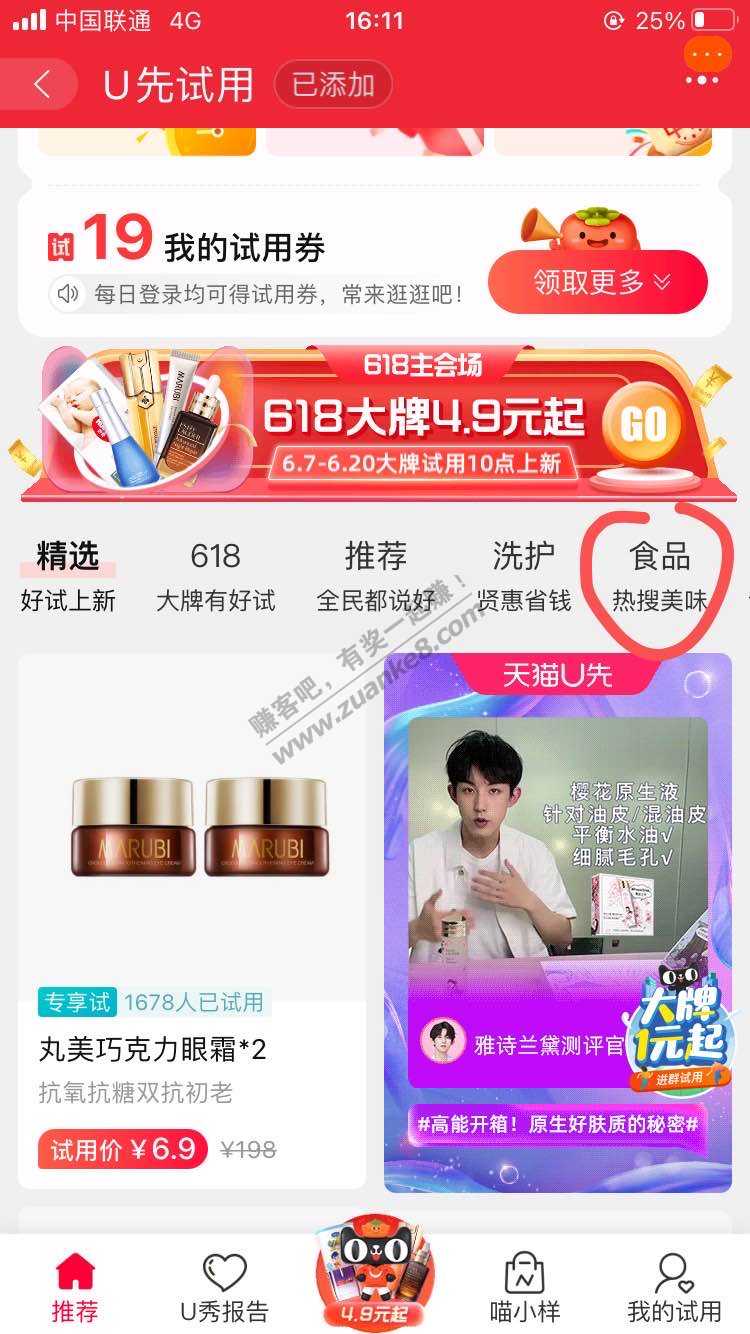 中国联通 4G 16:11 25%
U先试用 已添加
试 19 我的试用券
每日登录均可得试用券，常来逛逛吧！
领取更多
618主会场
618大牌4.9元起
GO
6.7-6.20大牌试用10点上新
MARUBI
精选 618 推荐 洗护 食品
好试上新 大牌有好试 全民都说好 贤惠省钱 热搜美味
赚客吧，有奖一起赚！
www.zuanke8.com
天猫U先
樱花原生液
针对油皮/混油皮
平衡水油√
细腻毛孔√
MARUBI MARUBI
专享试 1678人已试用
丸美巧克力眼霜*2
抗氧抗糖双抗初老
试用价 ¥6.9 ¥198
雅诗兰黛测评官
大牌
1元起
进群试用
#高能开箱！原生好肤质的秘密#
4.9元起
推荐 U秀报告 喵小样 我的试用